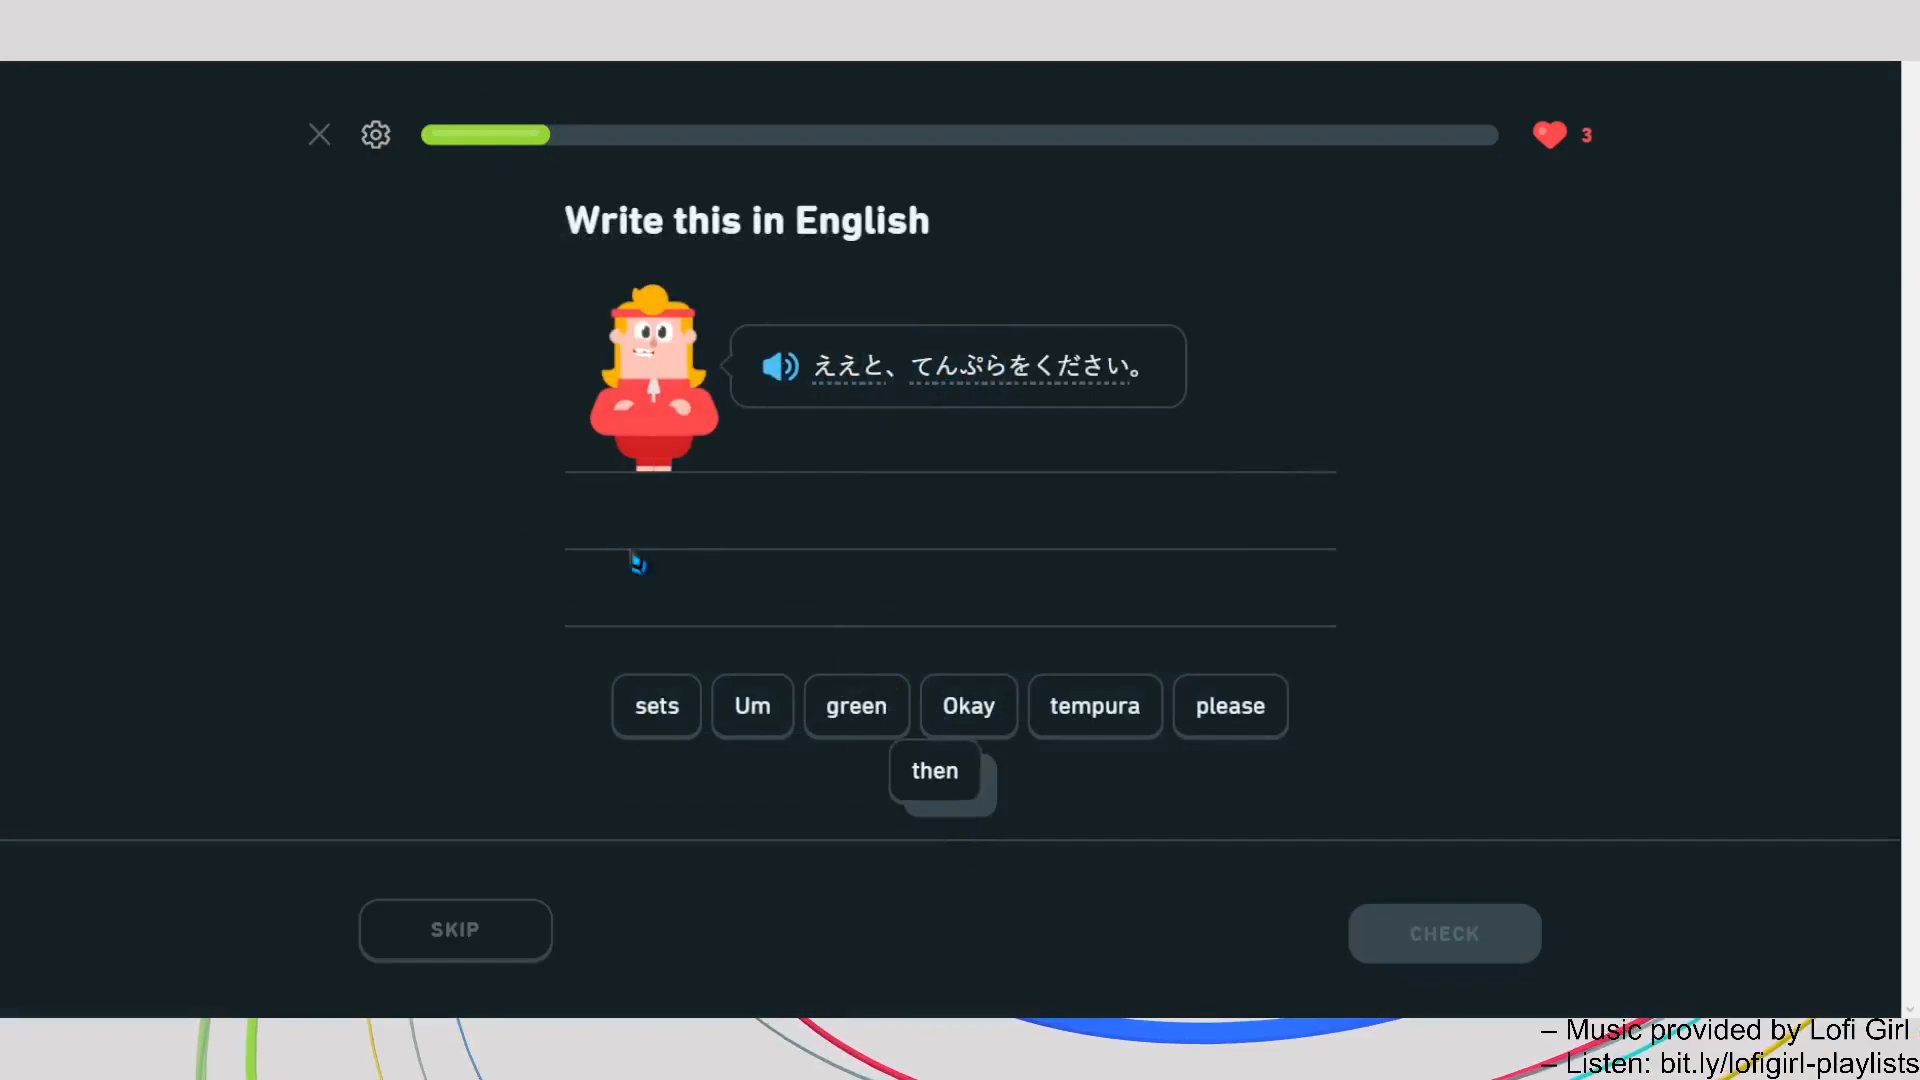 3
Write this in English
ええと、てんぷらをください。
sets Um green Okay tempura please
then
SKIP CHECK
– Music provided by Lofi Girl
– Listen: bit.ly/lofigirl-playlists